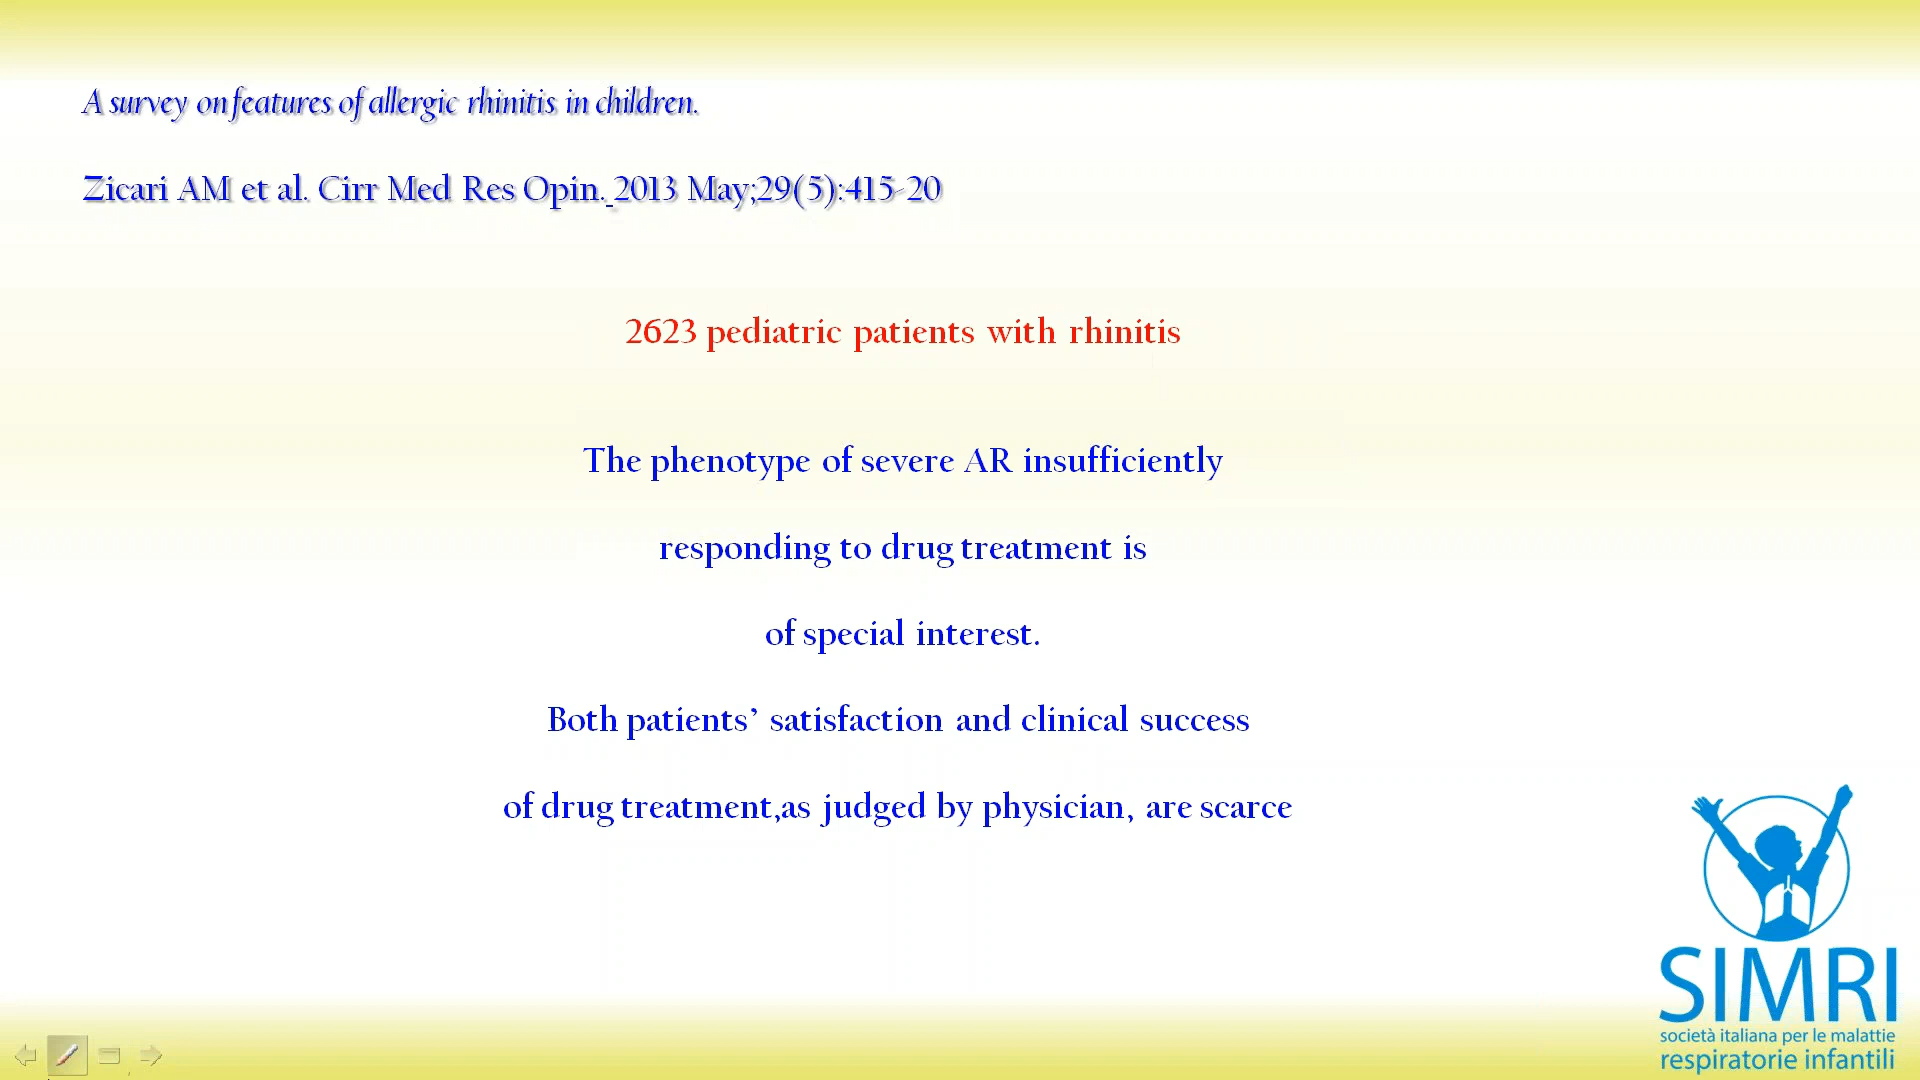 A survey on features of allergic rhinitis in children.
Zicari AM et al. Cirr Med Res Opin. 2013 May;29(5):415-20
2623 pediatric patients with rhinitis
The phenotype of severe AR insufficiently
responding to drug treatment is
of special interest.
Both patients’ satisfaction and clinical success
of drug treatment,as judged by physician, are scarce
SIMRI
società italiana per le malattie
respiratorie infantili